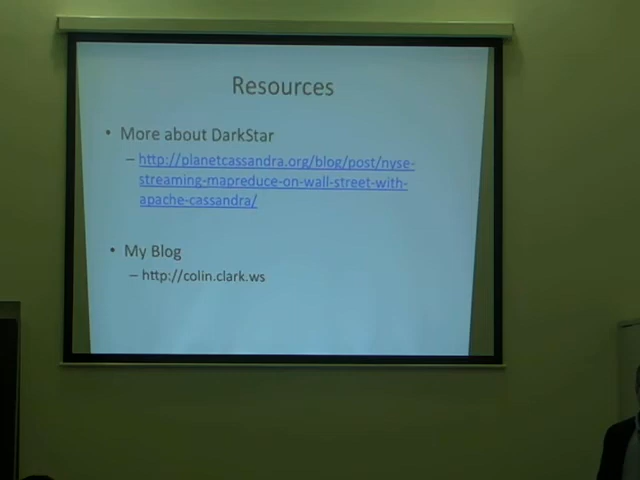 Resources
• More about DarkStar
– http://planetcassandra.org/blog/post/nyse-
streaming-mapreduce-on-wall-street-with-
apache-cassandra/
• My Blog
– http://colin.clark.ws